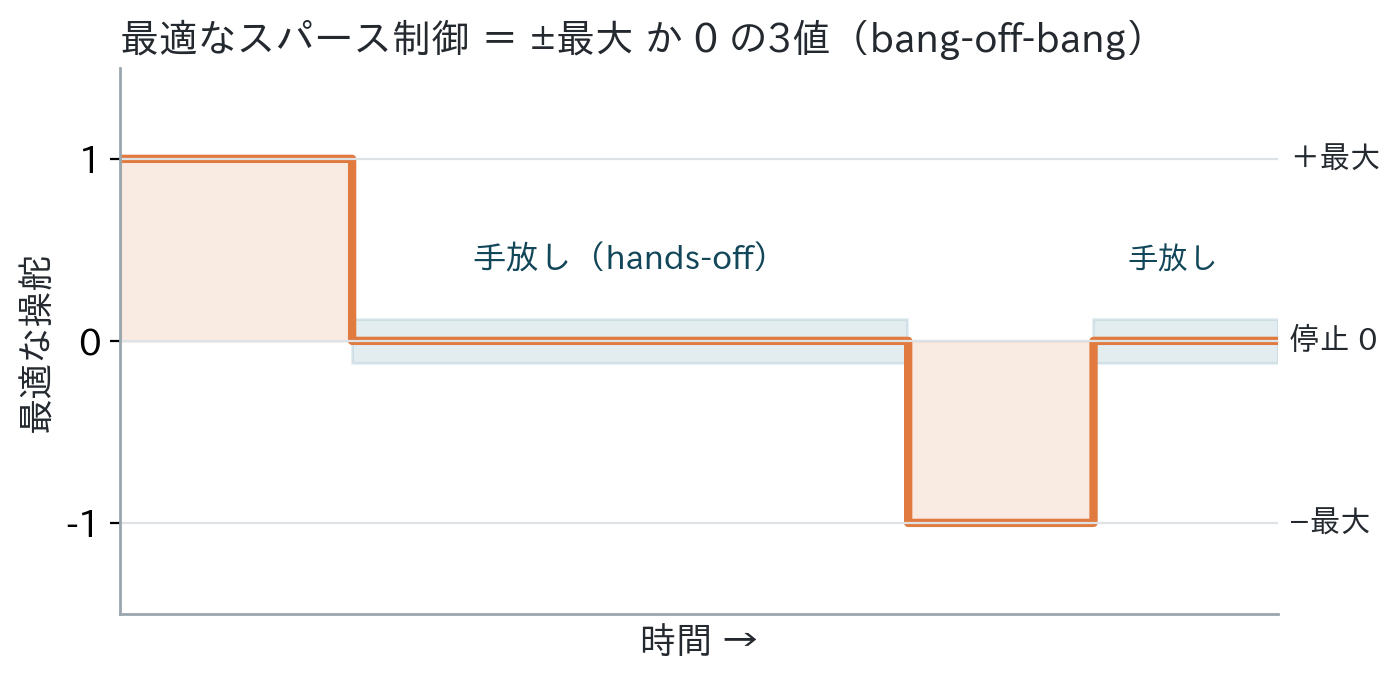 最適なスパース制御 ＝ ±最大 か 0 の3値（bang-off-bang）
1
＋最大
手放し（hands-off）
手放し
最適な操舵
0
停止 0
-1
−最大
時間 →